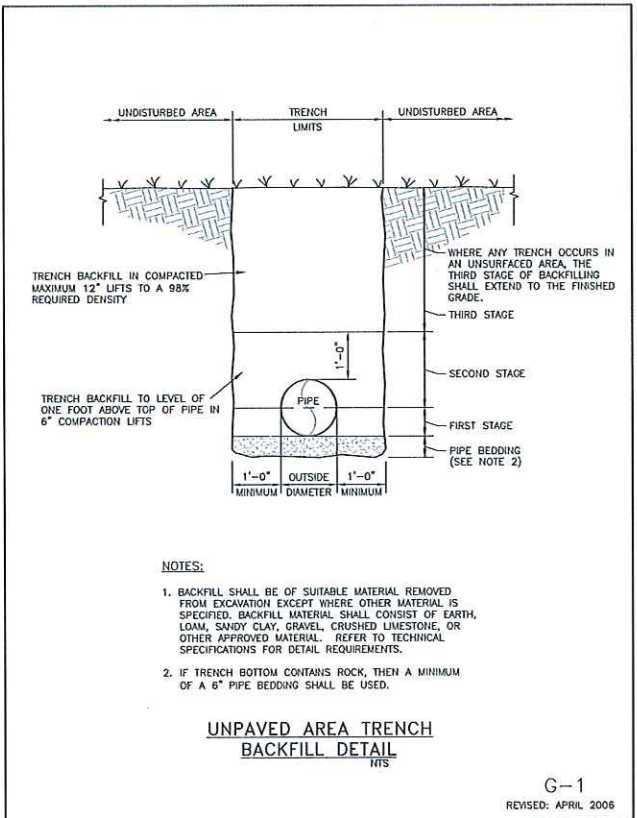 UNDISTURBED AREA
TRENCH
LIMITS
UNDISTURBED AREA
TRENCH BACKFILL IN COMPACTED
MAXIMUM 12" LIFTS TO A 98%
REQUIRED DENSITY
WHERE ANY TRENCH OCCURS IN
AN UNSURFACED AREA, THE
THIRD STAGE OF BACKFILLING
SHALL EXTEND TO THE FINISHED
GRADE.
THIRD STAGE
1'-0"
SECOND STAGE
TRENCH BACKFILL TO LEVEL OF
ONE FOOT ABOVE TOP OF PIPE IN
6" COMPACTION LIFTS
PIPE
FIRST STAGE
PIPE BEDDING
(SEE NOTE 2)
1'-0"
MINIMUM
OUTSIDE
DIAMETER
1'-0"
MINIMUM
NOTES:
1. BACKFILL SHALL BE OF SUITABLE MATERIAL REMOVED
FROM EXCAVATION EXCEPT WHERE OTHER MATERIAL IS
SPECIFIED. BACKFILL MATERIAL SHALL CONSIST OF EARTH,
LOAM, SANDY CLAY, GRAVEL, CRUSHED LIMESTONE, OR
OTHER APPROVED MATERIAL. REFER TO TECHNICAL
SPECIFICATIONS FOR DETAIL REQUIREMENTS.
2. IF TRENCH BOTTOM CONTAINS ROCK, THEN A MINIMUM
OF A 6" PIPE BEDDING SHALL BE USED.
UNPAVED AREA TRENCH
BACKFILL DETAIL
NTS
G-1
REVISED: APRIL 2006